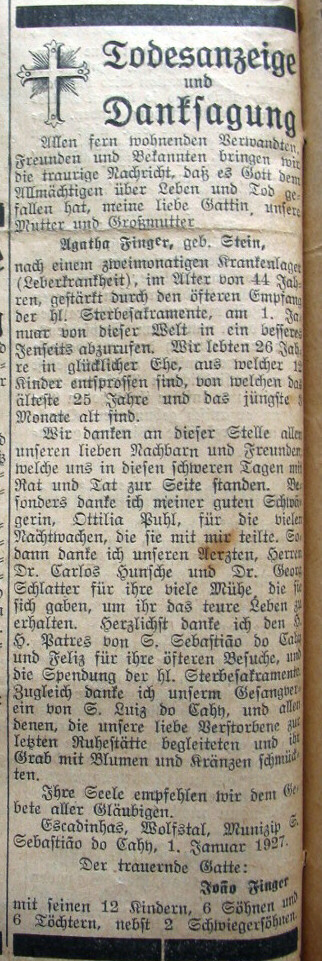 Todesanzeige
und
Danksagung
Allen fern wohnenden Verwandten,
Freunden und Bekannten bringen wir
die traurige Nachricht, daß es Gott dem
Allmächtigen über Leben und Tod ge-
fallen hat, meine liebe Gattin, unsere
Mutter und Großmutter
Agatha Finger, geb. Stein,
nach einem zweimonatigen Krankenlager
(Leberkrankheit), im Alter von 44 Jah-
ren, gestärkt durch den öfteren Empfang
der hl. Sterbesakramente, am 1. Ja-
nuar von dieser Welt in ein besseres
Jenseits abzurufen. Wir lebten 26 Jah-
re in glücklicher Ehe, aus welcher 12
Kinder entsprossen sind, von welchen das
älteste 25 Jahre und das jüngste
Monate alt sind.
Wir danken an dieser Stelle allen
unseren lieben Nachbarn und Freunden,
welche uns in diesen schweren Tagen mit
Rat und Tat zur Seite standen. Be-
sonders danke ich meiner guten Schwä-
gerin, Ottilia Puhl, für die vielen
Nachtwachen, die sie mit mir teilte. So-
dann danke ich unseren Aerzten, Herren
Dr. Carlos Hunsche und Dr. Georg
Schlatter für ihre viele Mühe die sie
sich gaben, um ihr das teure Leben zu
erhalten. Herzlichst danke ich den H.
H. Patres von S. Sebastião do Cahy
und Feliz für ihre öfteren Besuche, und
die Spendung der hl. Sterbesakramente.
Zugleich danke ich unserm Gesangver-
ein von S. Luiz do Cahy, und allen
denen, die unsere liebe Verstorbene zur
letzten Ruhestätte begleiteten und ihr
Grab mit Blumen und Kränzen schmück-
ten.
Ihre Seele empfehlen wir dem Ge-
bete aller Gläubigen.
Escadinhas, Wolfstal, Munizip S.
Sebastião do Cahy, 1. Januar 1927.
Der trauernde Gatte:
João Finger
mit seinen 12 Kindern, 6 Söhnen und
6 Töchtern, nebst 2 Schwiegersöhnen.